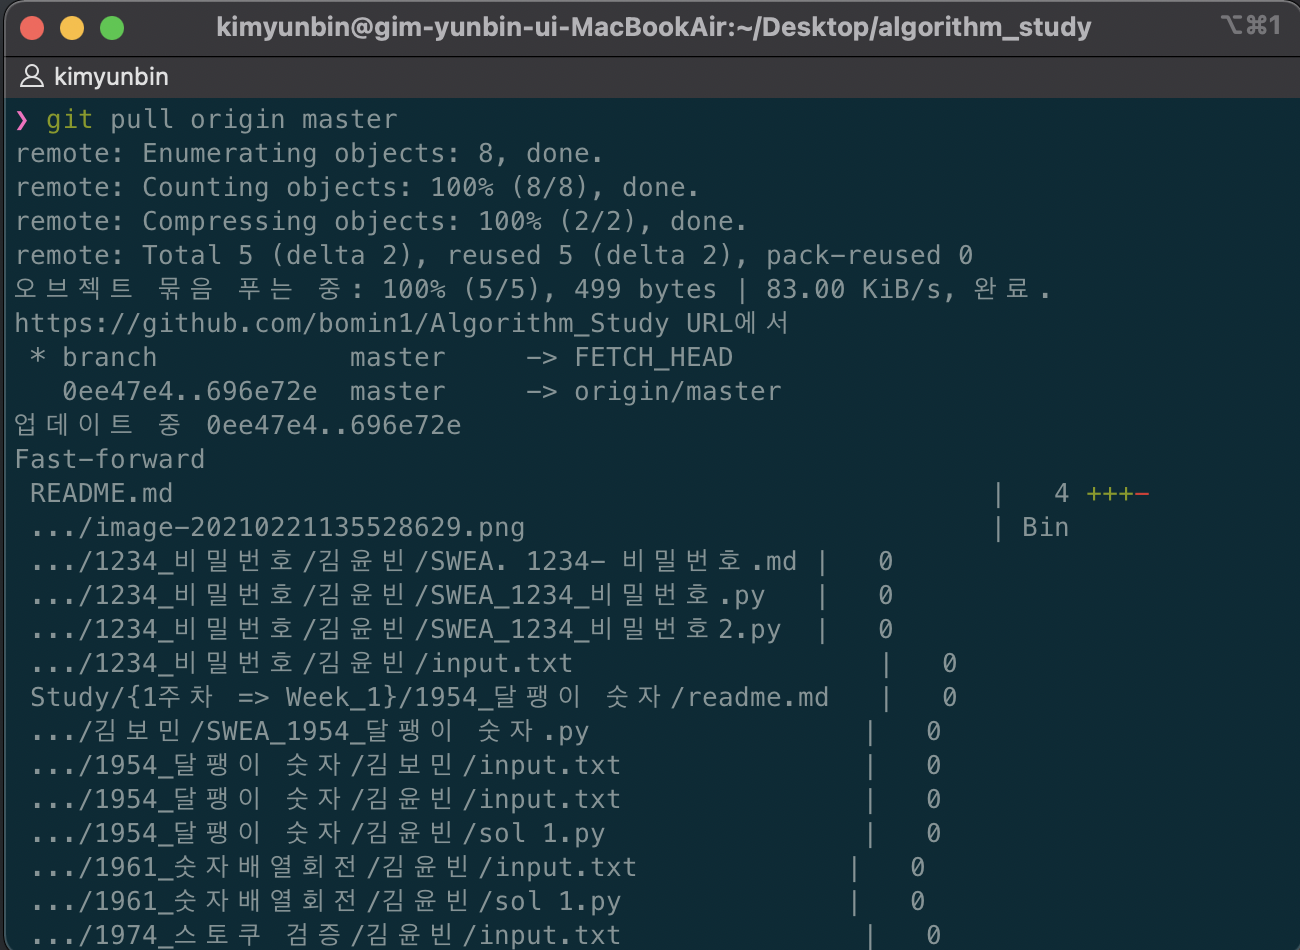 kimyunbin@gim-yunbin-ui-MacBookAir:~/Desktop/algorithm_study ⌥⌘1
kimyunbin
❯ git pull origin master
remote: Enumerating objects: 8, done.
remote: Counting objects: 100% (8/8), done.
remote: Compressing objects: 100% (2/2), done.
remote: Total 5 (delta 2), reused 5 (delta 2), pack-reused 0
오브젝트 묶음 푸는 중: 100% (5/5), 499 bytes | 83.00 KiB/s, 완료.
https://github.com/bomin1/Algorithm_Study URL에서
 * branch            master     -> FETCH_HEAD
   0ee47e4..696e72e  master     -> origin/master
업데이트 중 0ee47e4..696e72e
Fast-forward
 README.md | 4 +++-
 .../image-20210221135528629.png | Bin
 .../1234_비밀번호/김윤빈/SWEA. 1234- 비밀번호.md | 0
 .../1234_비밀번호/김윤빈/SWEA_1234_비밀번호.py | 0
 .../1234_비밀번호/김윤빈/SWEA_1234_비밀번호2.py | 0
 .../1234_비밀번호/김윤빈/input.txt | 0
 Study/{1주차 => Week_1}/1954_달팽이 숫자/readme.md | 0
 .../김보민/SWEA_1954_달팽이 숫자.py | 0
 .../1954_달팽이 숫자/김보민/input.txt | 0
 .../1954_달팽이 숫자/김윤빈/input.txt | 0
 .../1954_달팽이 숫자/김윤빈/sol 1.py | 0
 .../1961_숫자배열회전/김윤빈/input.txt | 0
 .../1961_숫자배열회전/김윤빈/sol 1.py | 0
 .../1974_스토쿠 검증/김윤빈/input.txt | 0